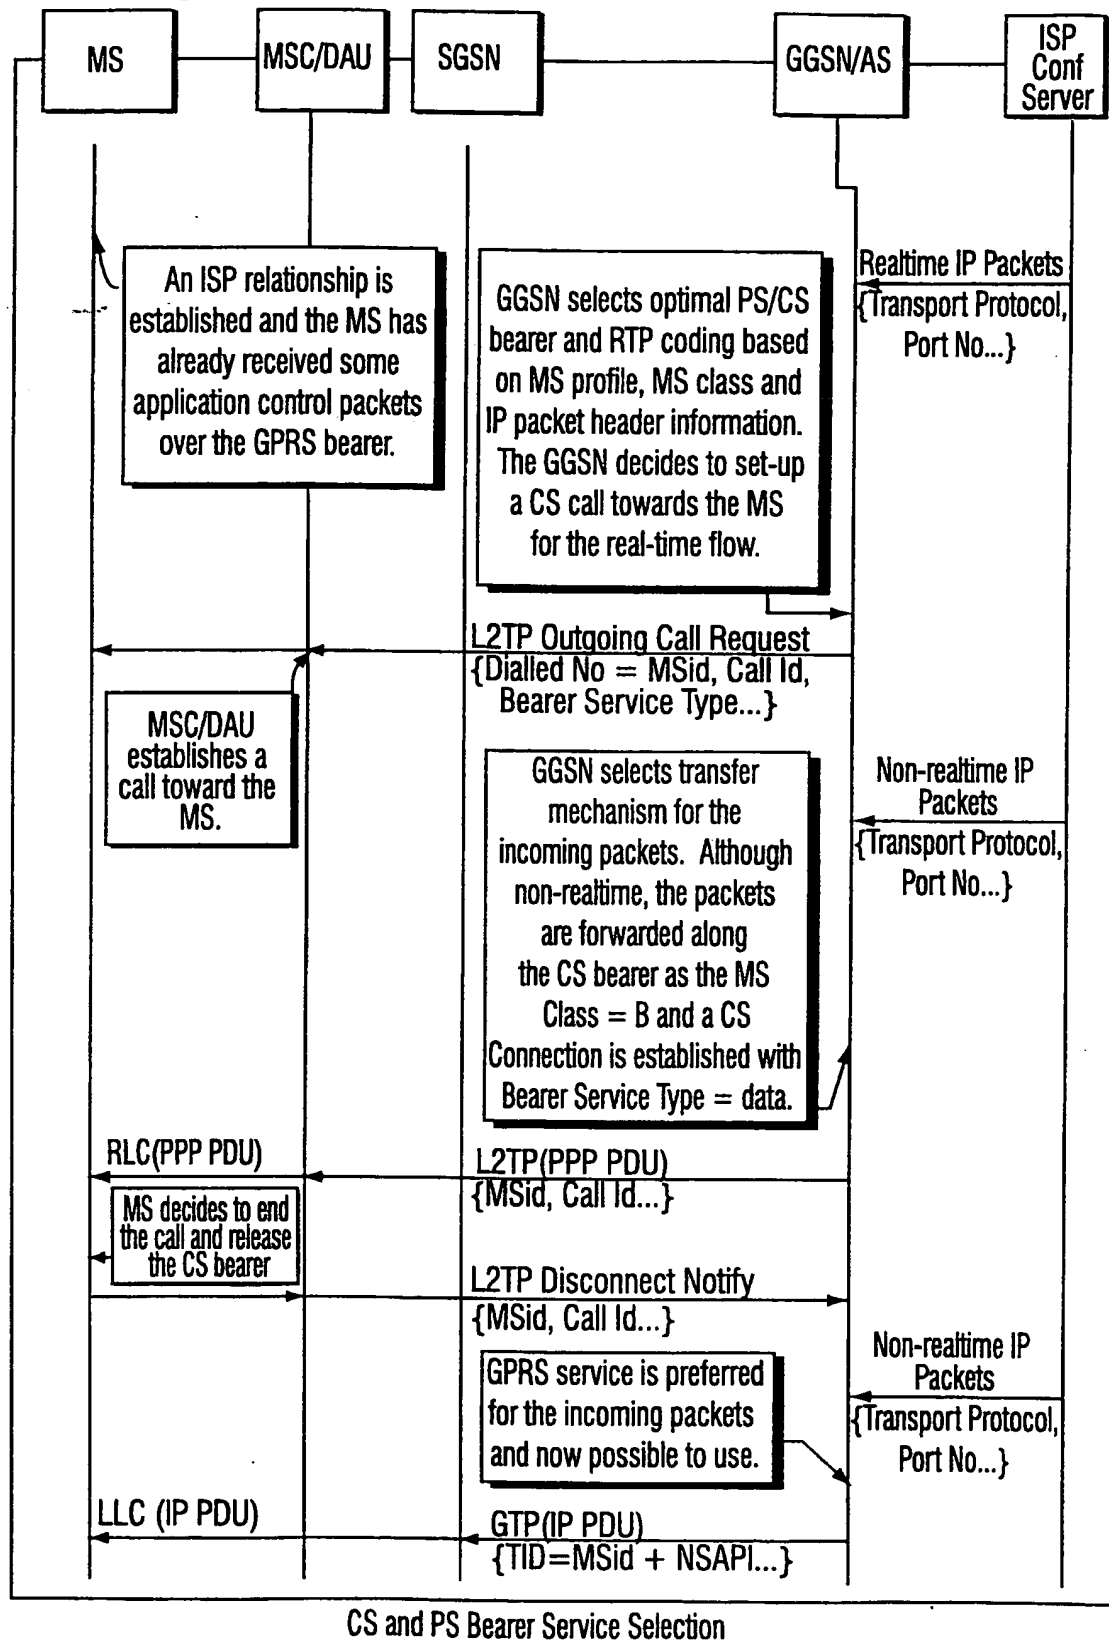 MS
MSC/DAU
SGSN
GGSN/AS
ISP
Conf
Server
An ISP relationship is
established and the MS has
already received some
application control packets
over the GPRS bearer.
GGSN selects optimal PS/CS
bearer and RTP coding based
on MS profile, MS class and
IP packet header information.
The GGSN decides to set-up
a CS call towards the MS
for the real-time flow.
Realtime IP Packets
{Transport Protocol,
Port No...}
L2TP Outgoing Call Request
{Dialled No = MSid, Call Id,
Bearer Service Type...}
MSC/DAU
establishes a
call toward the
MS.
GGSN selects transfer
mechanism for the
incoming packets. Although
non-realtime, the packets
are forwarded along
the CS bearer as the MS
Class = B and a CS
Connection is established with
Bearer Service Type = data.
Non-realtime IP
Packets
{Transport Protocol,
Port No...}
RLC(PPP PDU)
L2TP(PPP PDU)
{MSid, Call Id...}
MS decides to end
the call and release
the CS bearer
L2TP Disconnect Notify
{MSid, Call Id...}
GPRS service is preferred
for the incoming packets
and now possible to use.
Non-realtime IP
Packets
{Transport Protocol,
Port No...}
LLC (IP PDU)
GTP(IP PDU)
{TID=MSid + NSAPI...}
CS and PS Bearer Service Selection